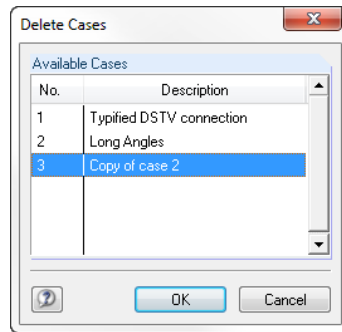 Delete Cases
Available Cases
No. Description
1 Typified DSTV connection
2 Long Angles
3 Copy of case 2
OK Cancel